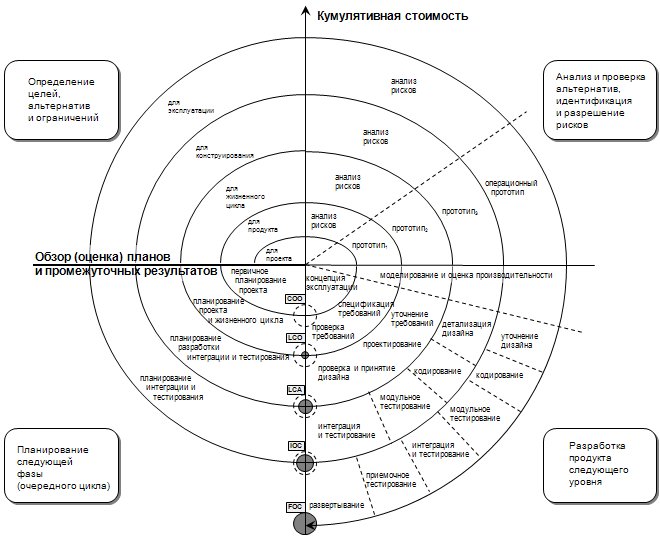 Кумулятивная стоимость
Определение
целей,
альтернатив
и ограничений
Анализ и проверка
альтернатив,
идентификация
и разрешение
рисков
анализ
рисков
для
эксплуатации
анализ
рисков
для
конструирования
анализ
рисков
операционный
прототип
для
жизненного
цикла
анализ
рисков
прототип2
для
продукта
прототип1
для
проекта
Обзор (оценка) планов
и промежуточных результатов
первичное
планирование
проекта
концепция
эксплуатации
моделирование и оценка производительности
COO
планирование
проекта
и жизненного цикла
спецификация
требований
уточнение
требований
детализация
дизайна
уточнение
дизайна
LCO
проверка
требований
проектирование
планирование
разработки
интеграции и тестирования
проверка и принятие
дизайна
кодирование
кодирование
планирование
интеграции и
тестирования
LCA
модульное
тестирование
модульное
тестирование
интеграция
и тестирование
IOC
интеграция
и тестирование
приемочное
тестирование
FOC
развертывание
Планирование
следующей
фазы
(очередного цикла)
Разработка
продукта
следующего
уровня